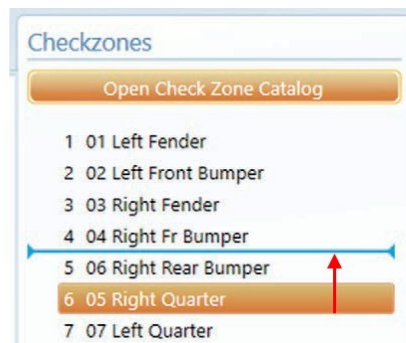 Checkzones
Open Check Zone Catalog
1 01 Left Fender
2 02 Left Front Bumper
3 03 Right Fender
4 04 Right Fr Bumper
5 06 Right Rear Bumper
6 05 Right Quarter
7 07 Left Quarter